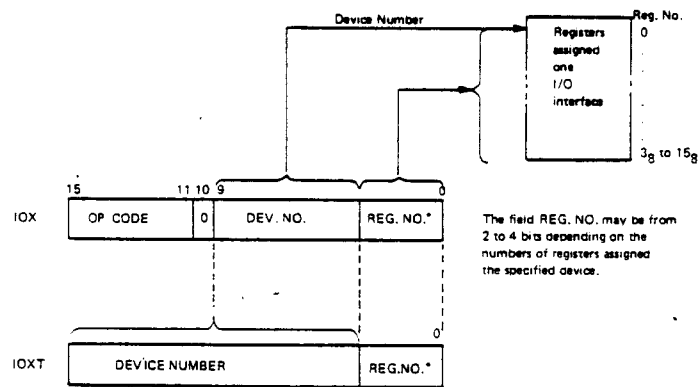 Device Number
Reg. No.
0
Registers
assigned
one
I/O
interface
3₈ to 15₈
15 11 10 9 0
IOX OP CODE 0 DEV. NO. REG. NO.*
The field REG. NO. may be from
2 to 4 bits depending on the
numbers of registers assigned
the specified device.
0
IOXT DEVICE NUMBER REG.NO.*